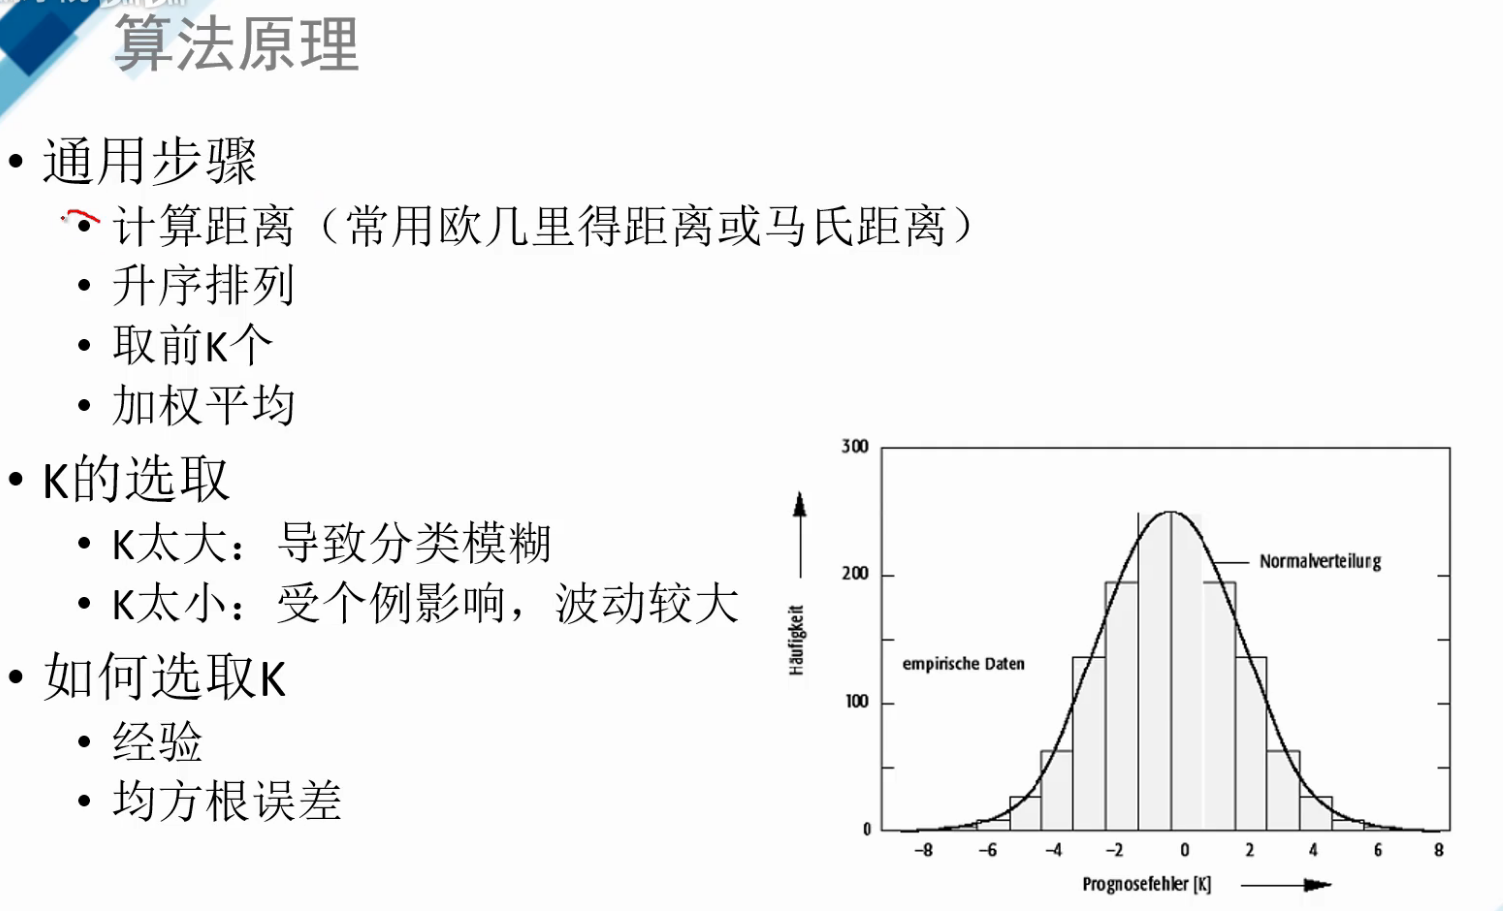 算法原理
• 通用步骤
• 计算距离（常用欧几里得距离或马氏距离）
• 升序排列
• 取前K个
• 加权平均
• K的选取
• K太大：导致分类模糊
• K太小：受个例影响，波动较大
• 如何选取K
• 经验
• 均方根误差
300
200
100
0
Häufigkeit
Normalverteilung
empirische Daten
−8 −6 −4 −2 0 2 4 6 8
Prognosefehler [K]